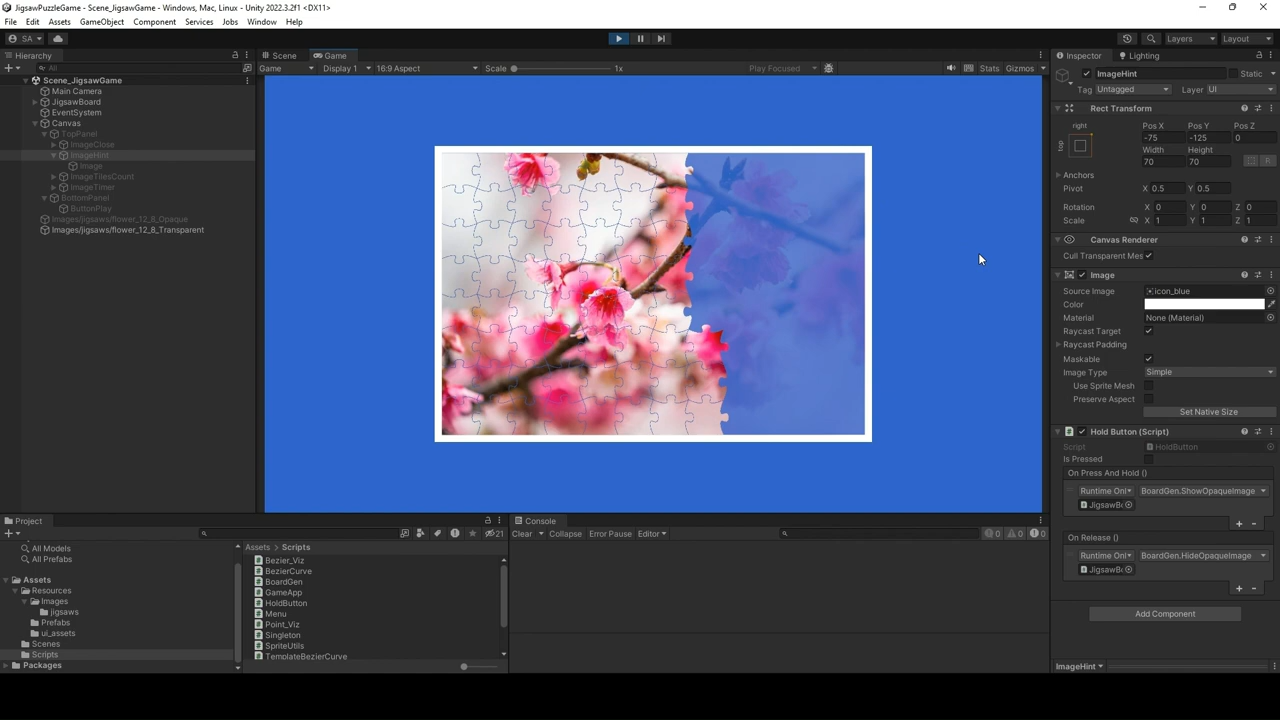 JigsawPuzzleGame - Scene_JigsawGame - Windows, Mac, Linux - Unity 2022.3.2f1 <DX11>
File Edit Assets GameObject Component Services Jobs Window Help
SA Layers Layout
Hierarchy
All
Scene_JigsawGame
Main Camera
JigsawBoard
EventSystem
Canvas
TopPanel
ImageClose
ImageHint
Image
ImageTilesCount
ImageTimer
BottomPanel
ButtonPlay
Images/jigsaws/flower_12_8_Opaque
Images/jigsaws/flower_12_8_Transparent
Scene Game
Game Display 1 16:9 Aspect Scale 1x Play Focused Stats Gizmos
Inspector Lighting
ImageHint Static
Tag Untagged Layer UI
Rect Transform
right
top
Pos X Pos Y Pos Z
-75 -125 0
Width Height
70 70 R
Anchors
Pivot X 0.5 Y 0.5
Rotation X 0 Y 0 Z 0
Scale X 1 Y 1 Z 1
Canvas Renderer
Cull Transparent Mes
Image
Source Image icon_blue
Color
Material None (Material)
Raycast Target
Raycast Padding
Maskable
Image Type Simple
Use Sprite Mesh
Preserve Aspect
Set Native Size
Hold Button (Script)
Script HoldButton
Is Pressed
On Press And Hold ()
Runtime Onl BoardGen.ShowOpaqueImage
JigsawBo
+ -
On Release ()
Runtime Onl BoardGen.HideOpaqueImage
JigsawBo
+ -
Add Component
ImageHint
Project
21
All Models
All Prefabs
Assets
Resources
Images
jigsaws
Prefabs
ui_assets
Scenes
Scripts
Packages
Assets > Scripts
Bezier_Viz
BezierCurve
BoardGen
GameApp
HoldButton
Menu
Point_Viz
Singleton
SpriteUtils
TemplateBezierCurve
Console
Clear Collapse Error Pause Editor 0 0 0